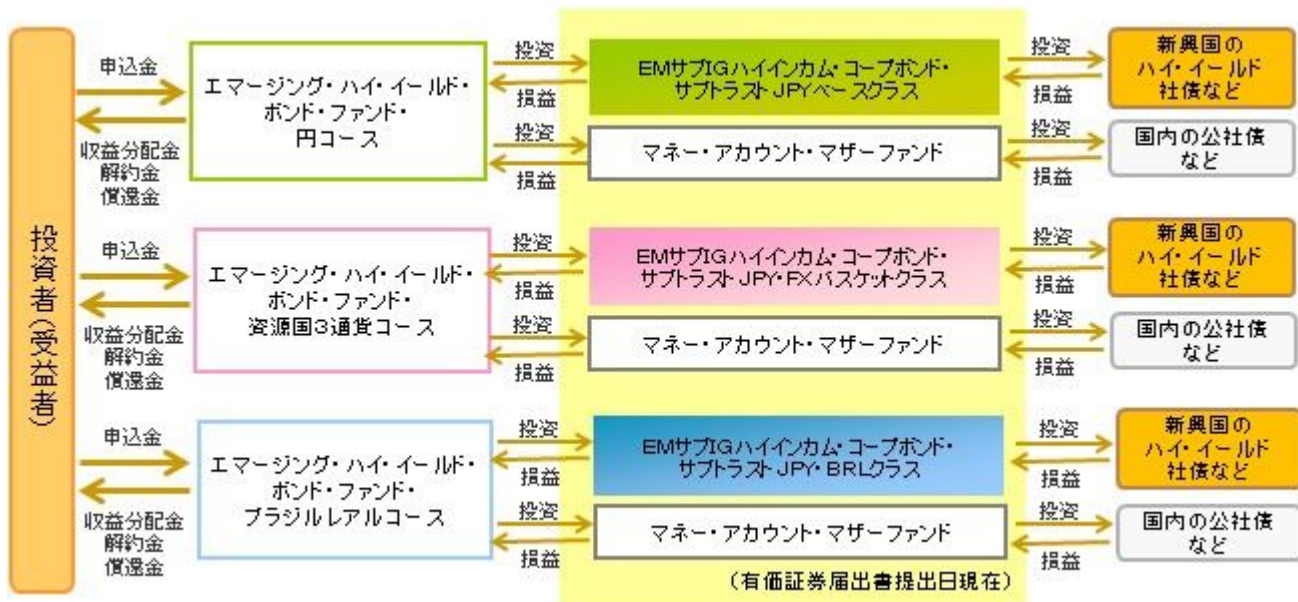 投資者(受益者)
申込金
収益分配金
解約金
償還金
エマージング・ハイ・イールド・
ボンド・ファンド・
円コース
投資
損益
投資
損益
EMサブIGハイインカム・コープボンド・
サブトラストJPYベースクラス
マネー・アカウント・マザーファンド
投資
損益
投資
損益
新興国の
ハイ・イールド
社債など
国内の公社債
など
申込金
収益分配金
解約金
償還金
エマージング・ハイ・イールド・
ボンド・ファンド・
資源国3通貨コース
投資
損益
投資
損益
EMサブIGハイインカム・コープボンド・
サブトラストJPY・FXバスケットクラス
マネー・アカウント・マザーファンド
投資
損益
投資
損益
新興国の
ハイ・イールド
社債など
国内の公社債
など
申込金
収益分配金
解約金
償還金
エマージング・ハイ・イールド・
ボンド・ファンド・
ブラジルレアルコース
投資
損益
投資
損益
EMサブIGハイインカム・コープボンド・
サブトラストJPY・BRLクラス
マネー・アカウント・マザーファンド
投資
損益
投資
損益
新興国の
ハイ・イールド
社債など
国内の公社債
など
(有価証券届出書提出日現在)